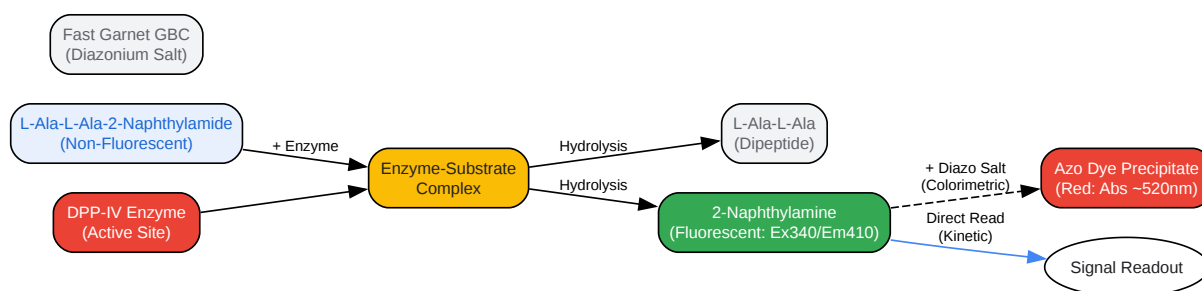 Fast Garnet GBC
(Diazonium Salt)
L-Ala-L-Ala-2-Naphthylamide
(Non-Fluorescent)
+ Enzyme
DPP-IV Enzyme
(Active Site)
Enzyme-Substrate
Complex
Hydrolysis
Hydrolysis
L-Ala-L-Ala
(Dipeptide)
2-Naphthylamine
(Fluorescent: Ex340/Em410)
+ Diazo Salt
(Colorimetric)
Direct Read
(Kinetic)
Azo Dye Precipitate
(Red: Abs ~520nm)
Signal Readout